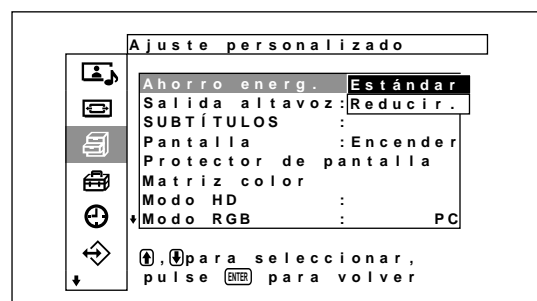 Ajuste personalizado
Ahorro energ. Estándar
Salida altavoz: Reducir.
SUBTÍTULOS :
Pantalla :Encender
Protector de pantalla
Matriz color
Modo HD :
Modo RGB : PC
, para seleccionar,
pulse ENTER para volver